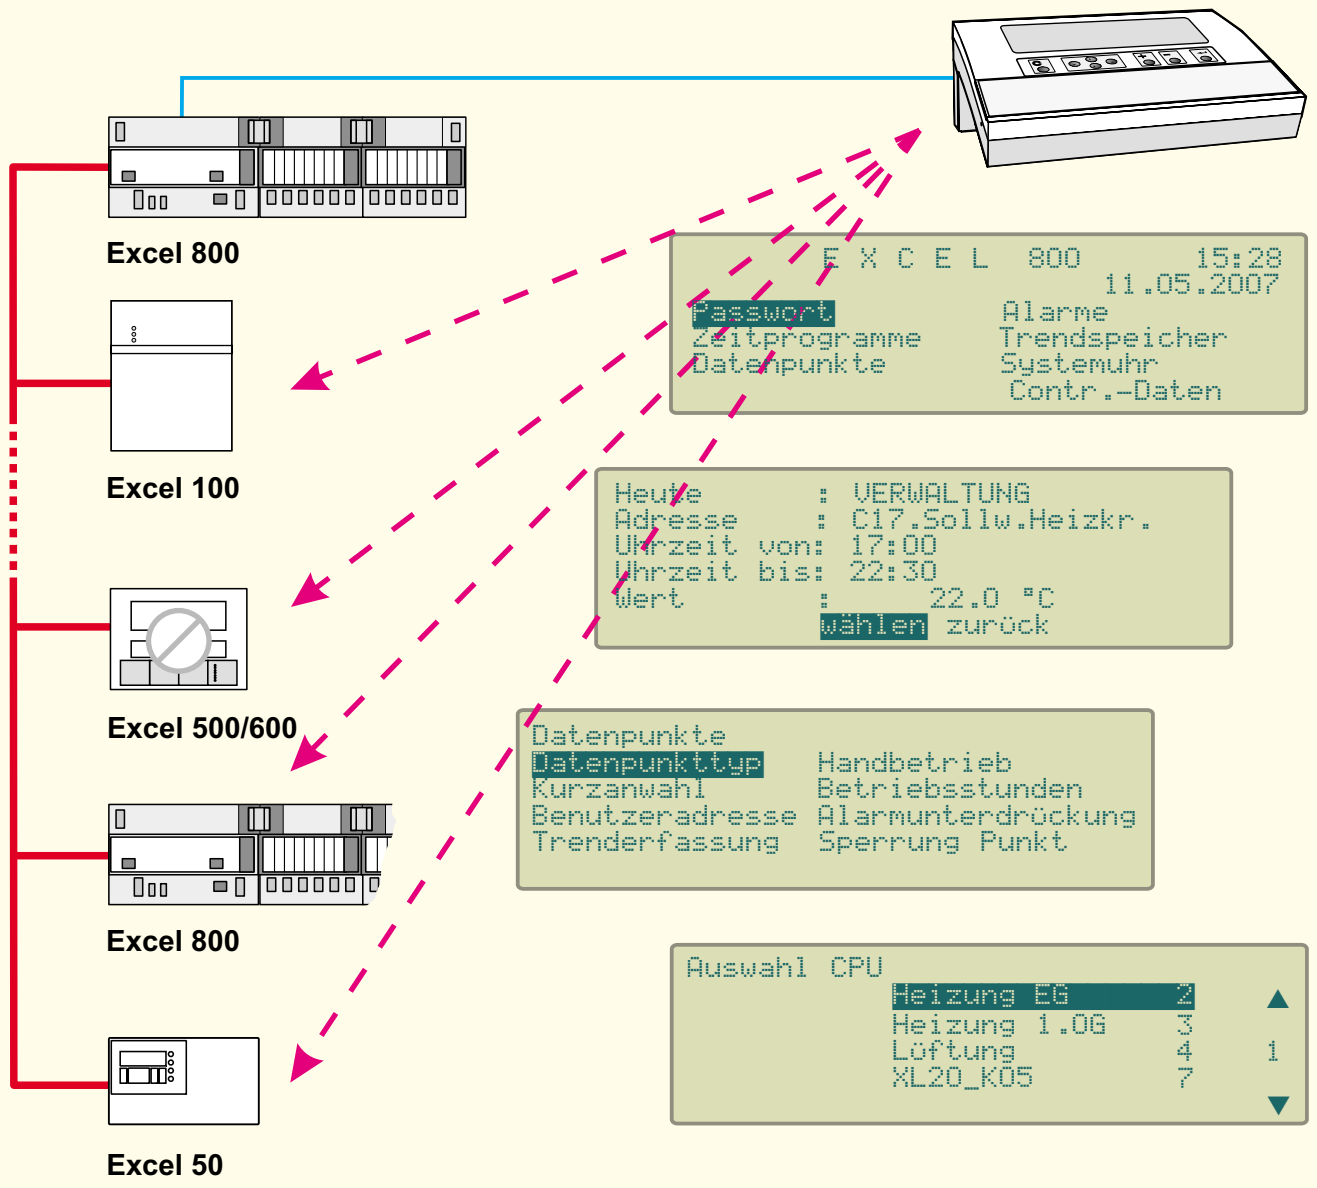 Excel 800
E X C E L 800 15:28
11.05.2007
Passwort Alarme
Zeitprogramme Trendspeicher
Datenpunkte Systemuhr
Contr.-Daten
Excel 100
Heute : VERWALTUNG
Adresse : C17.Sollw.Heizkr.
Uhrzeit von: 17:00
Uhrzeit bis: 22:30
Wert : 22.0 °C
wählen zurück
Excel 500/600
Datenpunkte
Datenpunkttyp Handbetrieb
Kurzanwahl Betriebsstunden
Benutzeradresse Alarmunterdröckung
Trenderfassung Sperrung Punkt
Excel 800
Auswahl CPU
Heizung EG 2
Heizung 1.OG 3
Löftung 4 1
XL20_K05 7
Excel 50